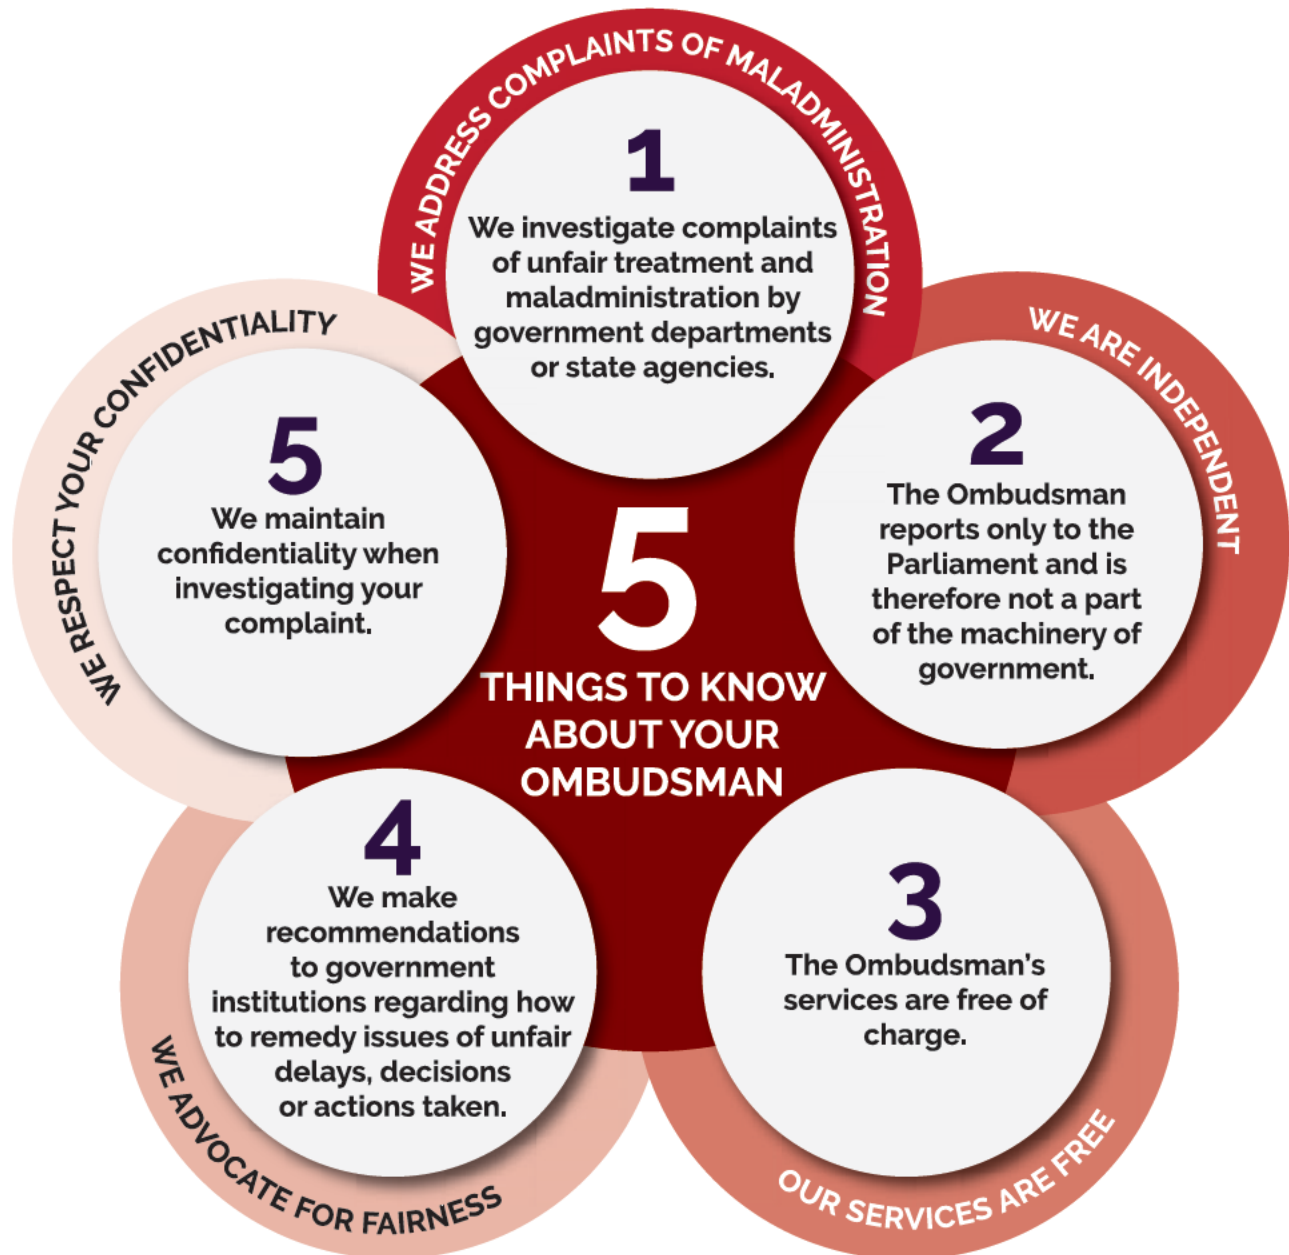 5
THINGS TO KNOW
ABOUT YOUR
OMBUDSMAN
WE ADDRESS COMPLAINTS OF MALADMINISTRATION
1
We investigate complaints
of unfair treatment and
maladministration by
government departments
or state agencies.
WE ARE INDEPENDENT
2
The Ombudsman
reports only to the
Parliament and is
therefore not a part
of the machinery of
government.
OUR SERVICES ARE FREE
3
The Ombudsman’s
services are free of
charge.
WE ADVOCATE FOR FAIRNESS
4
We make
recommendations
to government
institutions regarding how
to remedy issues of unfair
delays, decisions
or actions taken.
WE RESPECT YOUR CONFIDENTIALITY
5
We maintain
confidentiality when
investigating your
complaint.